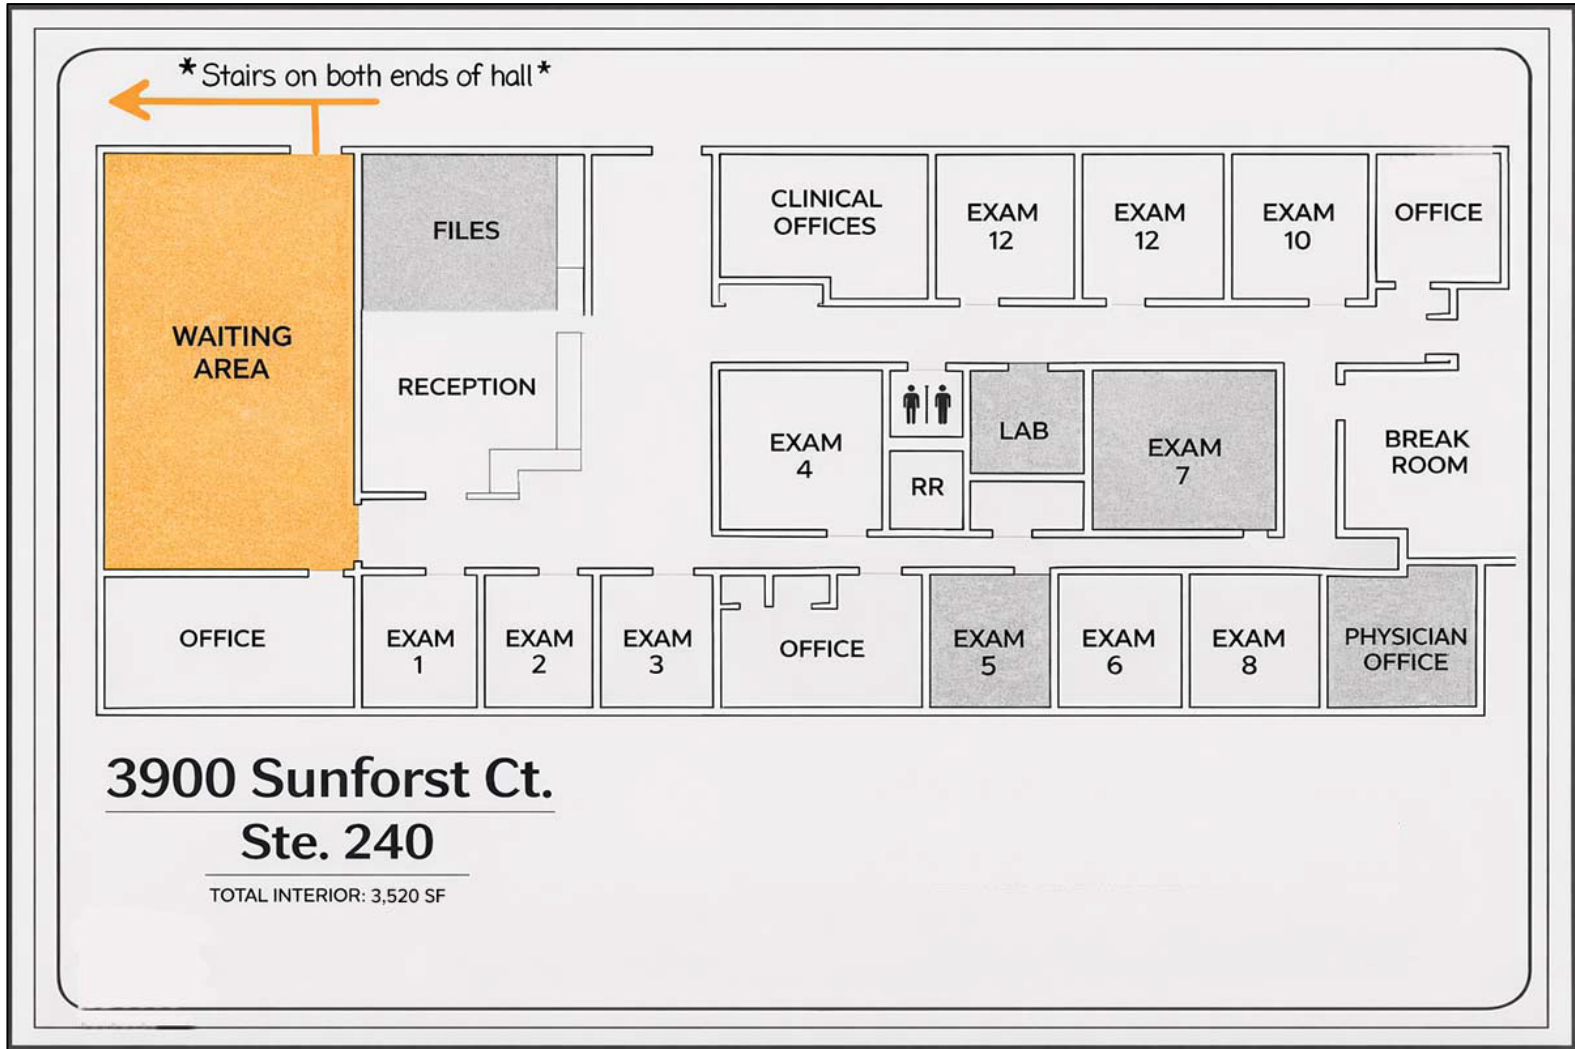 *Stairs on both ends of hall*
WAITING
AREA
FILES
RECEPTION
CLINICAL
OFFICES
EXAM
12
EXAM
12
EXAM
10
OFFICE
EXAM
4
RR
LAB
EXAM
7
BREAK
ROOM
OFFICE
EXAM
1
EXAM
2
EXAM
3
OFFICE
EXAM
5
EXAM
6
EXAM
8
PHYSICIAN
OFFICE
3900 Sunforst Ct.
Ste. 240
TOTAL INTERIOR: 3,520 SF